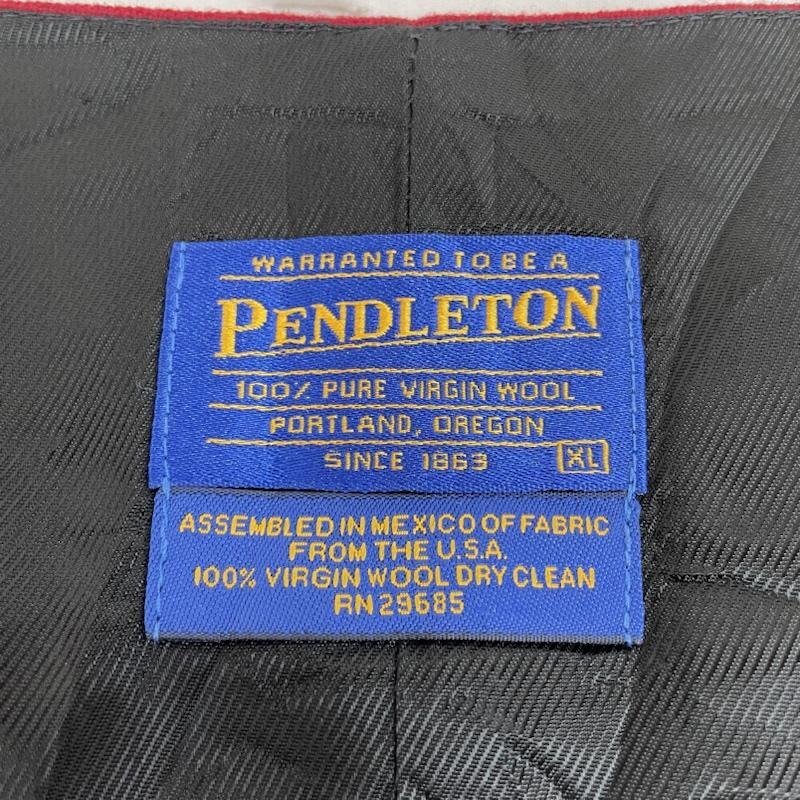 WARRANTED TO BE A
PENDLETON
100% PURE VIRGIN WOOL
PORTLAND, OREGON
SINCE 1863 XL
ASSEMBLED IN MEXICO OF FABRIC
FROM THE U.S.A.
100% VIRGIN WOOL DRY CLEAN
RN 29685